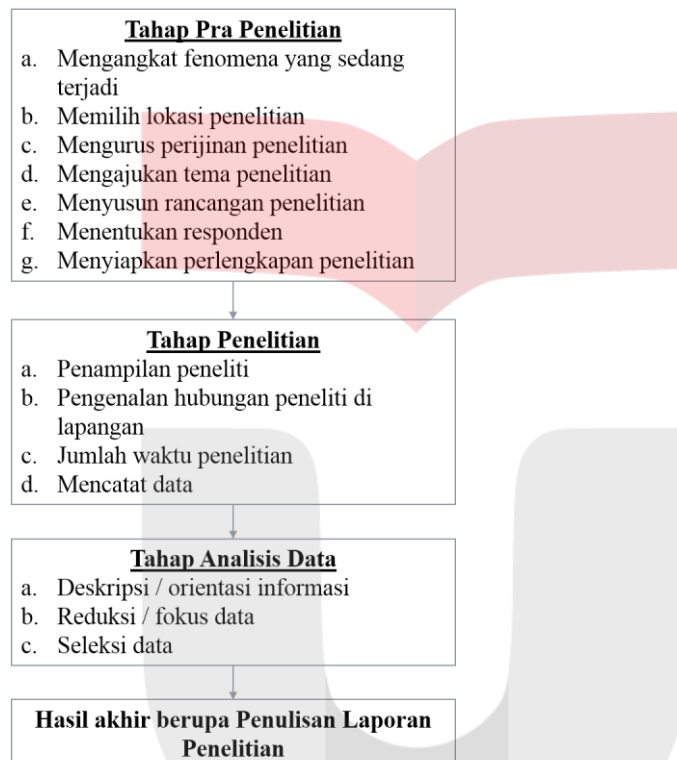 Tahap Pra Penelitian
a. Mengangkat fenomena yang sedang
terjadi
b. Memilih lokasi penelitian
c. Mengurus perijinan penelitian
d. Mengajukan tema penelitian
e. Menyusun rancangan penelitian
f. Menentukan responden
g. Menyiapkan perlengkapan penelitian
Tahap Penelitian
a. Penampilan peneliti
b. Pengenalan hubungan peneliti di
lapangan
c. Jumlah waktu penelitian
d. Mencatat data
Tahap Analisis Data
a. Deskripsi / orientasi informasi
b. Reduksi / fokus data
c. Seleksi data
Hasil akhir berupa Penulisan Laporan
Penelitian